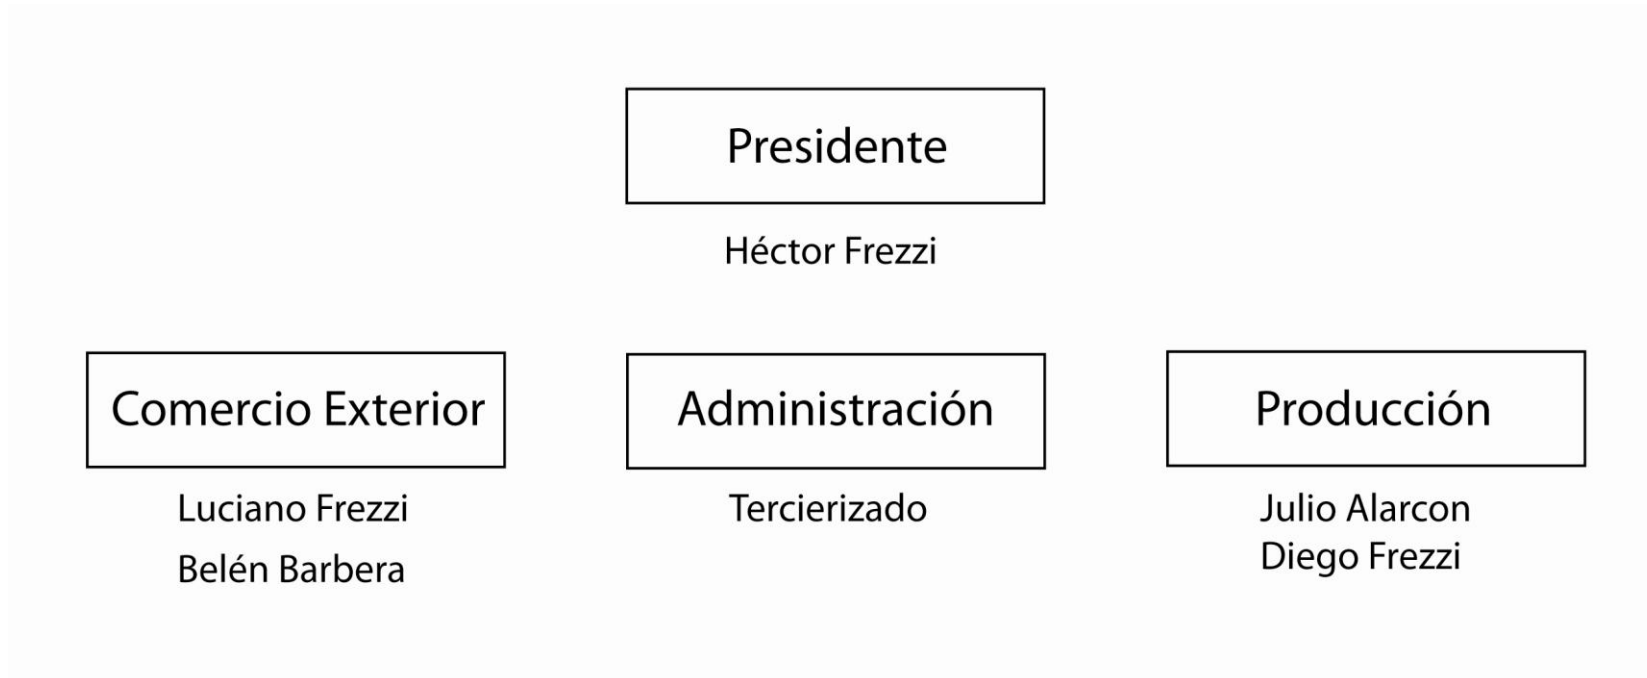 Presidente
Héctor Frezzi
Comercio Exterior
Luciano Frezzi
Belén Barbera
Administración
Tercierizado
Producción
Julio Alarcon
Diego Frezzi